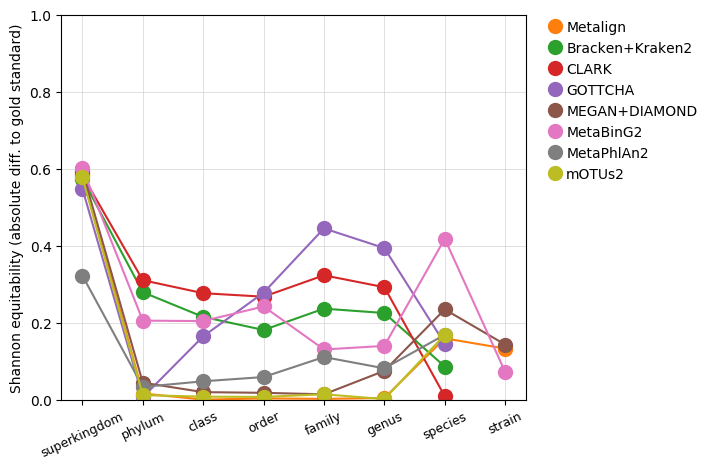 Shannon equitability (absolute diff. to gold standard)
1.0
0.8
0.6
0.4
0.2
0.0
superkingdom
phylum
class
order
family
genus
species
strain
Metalign
Bracken+Kraken2
CLARK
GOTTCHA
MEGAN+DIAMOND
MetaBinG2
MetaPhlAn2
mOTUs2